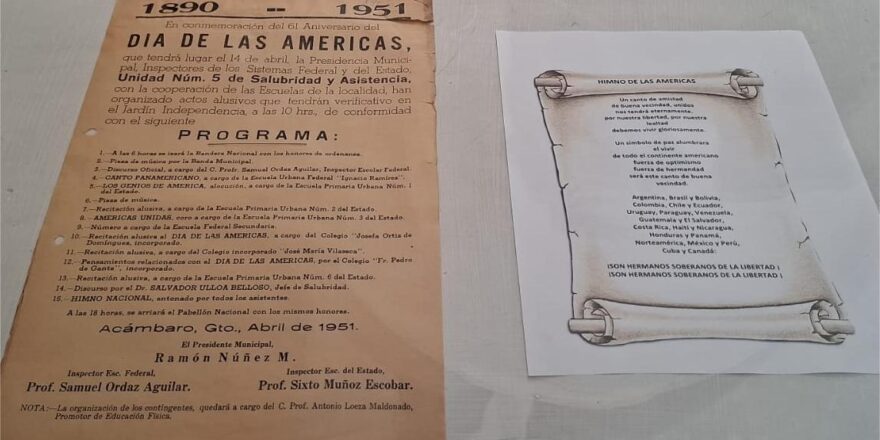 1890 -- 1951
En conmemoración del 61 Aniversario del
DIA DE LAS AMERICAS,
que tendrá lugar el 14 de abril, la Presidencia Munici-
pal, Inspectores de los Sistemas Federal y del Estado,
Unidad Núm. 5 de Salubridad y Asistencia,
con la cooperación de las Escuelas de la localidad, han
organizado actos alusivos que tendrán verificativo en
el Jardín Independencia, a las 10 hrs., de conformidad
con el siguiente
PROGRAMA:
1.—A las 6 horas se izará la Bandera Nacional con los honores de ordenanza.
2.—Pieza de música por la Banda Municipal.
3.—Discurso Oficial, a cargo del C. Profr. Samuel Ordaz Aguilar, Inspector Escolar Federal.
4.—CANTO PANAMERICANO, a cargo de la Escuela Urbana Federal "Ignacio Ramírez".
5.—LOS GENIOS DE AMERICA, alocución, a cargo de la Escuela Primaria Urbana Núm. 1
del Estado.
6.—Pieza de música.
7.—Recitación alusiva, a cargo de la Escuela Primaria Urbana Núm. 2 del Estado.
8.—AMERICAS UNIDAS, coro a cargo de la Escuela Primaria Urbana Núm. 3 del Estado.
9.—Número a cargo de la Escuela Federal Secundaria.
10.—Recitación alusiva al DIA DE LAS AMERICAS, a cargo del Colegio "Josefa Ortiz de
Domínguez, incorporado.
11.—Recitación alusiva, a cargo del Colegio incorporado "José María Vilaseca".
12.—Pensamientos relacionados con el DIA DE LAS AMERICAS, por el Colegio "Fr. Pedro
de Gante", incorporado.
13.—Recitación alusiva, a cargo de la Escuela Primaria Urbana Núm. 6 del Estado.
14.—Discurso por el Dr. SALVADOR ULLOA BELLOSO, Jefe de Salubridad.
15.—HIMNO NACIONAL, entonado por todos los asistentes.
A las 18 horas, se arriará el Pabellón Nacional con los mismos honores.
Acámbaro, Gto., Abril de 1951.
El Presidente Municipal,
Ramón Núñez M.
Inspector Esc. Federal, Inspector Esc. del Estado,
Prof. Samuel Ordaz Aguilar. Prof. Sixto Muñoz Escobar.
NOTA:—La organización de los contingentes, quedará a cargo del C. Prof. Antonio Loeza Maldonado,
Promotor de Educación Física.
HIMNO DE LAS AMERICAS
Un canto de amistad
de buena vecindad, unidos
nos tendrá eternamente.
por nuestra libertad, por nuestra
lealtad
debemos vivir gloriosamente.
Un símbolo de paz alumbrara
el vivir
de todo el continente americano
fuerza de optimismo
fuerza de hermandad
será este canto de buena
vecindad.
Argentina, Brasil y Bolivia,
Colombia, Chile y Ecuador,
Uruguay, Paraguay, Venezuela,
Guatemala y El Salvador,
Costa Rica, Haití y Nicaragua,
Honduras y Panamá,
Norteamérica, México y Perú,
Cuba y Canadá:
¡SON HERMANOS SOBERANOS DE LA LIBERTAD !
¡SON HERMANOS SOBERANOS DE LA LIBERTAD !